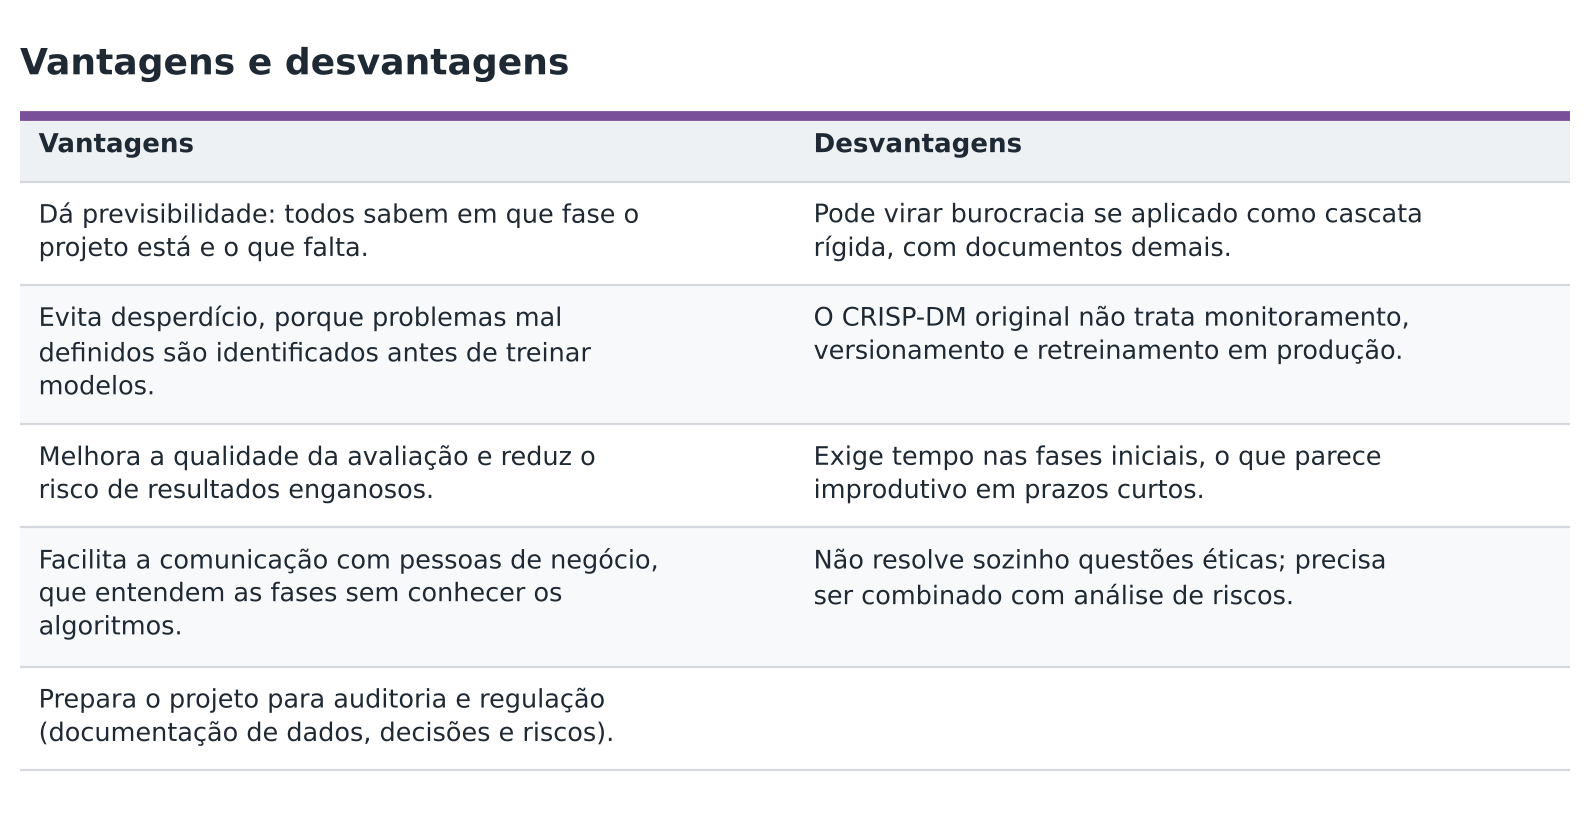 Vantagens e desvantagens
Vantagens
Desvantagens
Dá previsibilidade: todos sabem em que fase o
projeto está e o que falta.
Pode virar burocracia se aplicado como cascata
rígida, com documentos demais.
Evita desperdício, porque problemas mal
definidos são identificados antes de treinar
modelos.
O CRISP-DM original não trata monitoramento,
versionamento e retreinamento em produção.
Melhora a qualidade da avaliação e reduz o
risco de resultados enganosos.
Exige tempo nas fases iniciais, o que parece
improdutivo em prazos curtos.
Facilita a comunicação com pessoas de negócio,
que entendem as fases sem conhecer os
algoritmos.
Não resolve sozinho questões éticas; precisa
ser combinado com análise de riscos.
Prepara o projeto para auditoria e regulação
(documentação de dados, decisões e riscos).